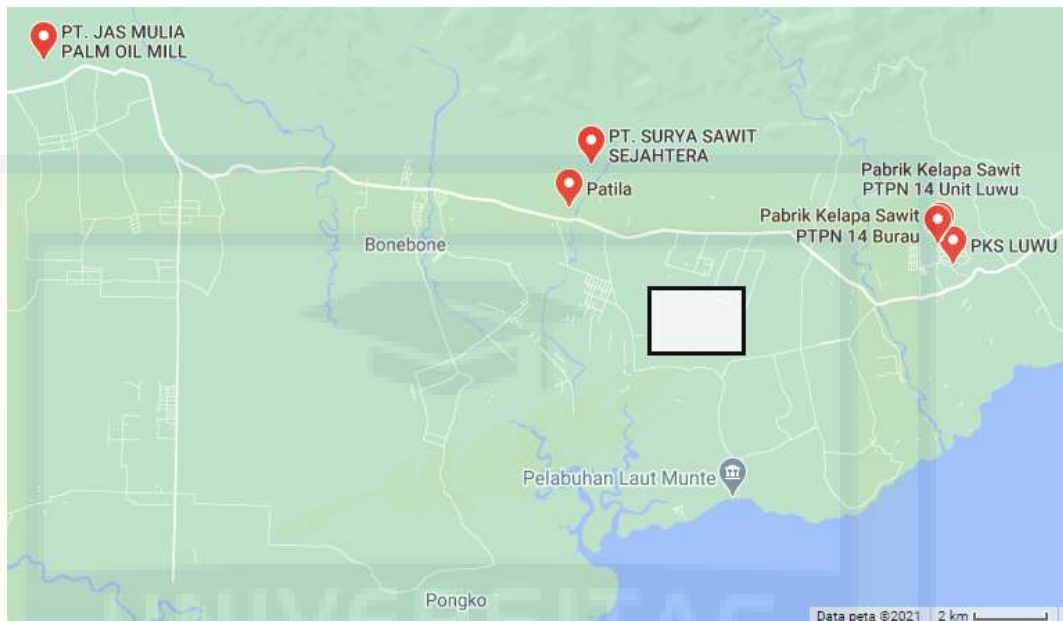 PT. JAS MULIA
PALM OIL MILL
PT. SURYA SAWIT
SEJAHTERA
Patila
Pabrik Kelapa Sawit
PTPN 14 Unit Luwu
Pabrik Kelapa Sawit
PTPN 14 Burau
PKS LUWU
Bonebone
Pelabuhan Laut Munte
Pongko
UNIVERSITAS
Data peta ©2021 2 km